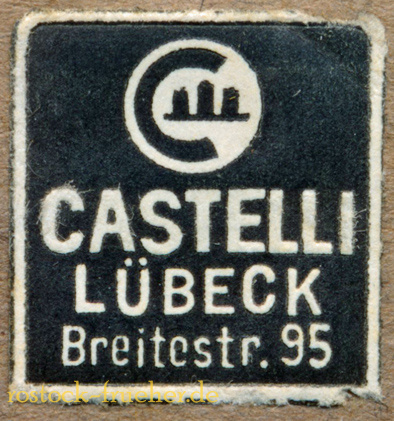 CASTELLI
LÜBECK
Breitestr. 95
rostock-frueher.de